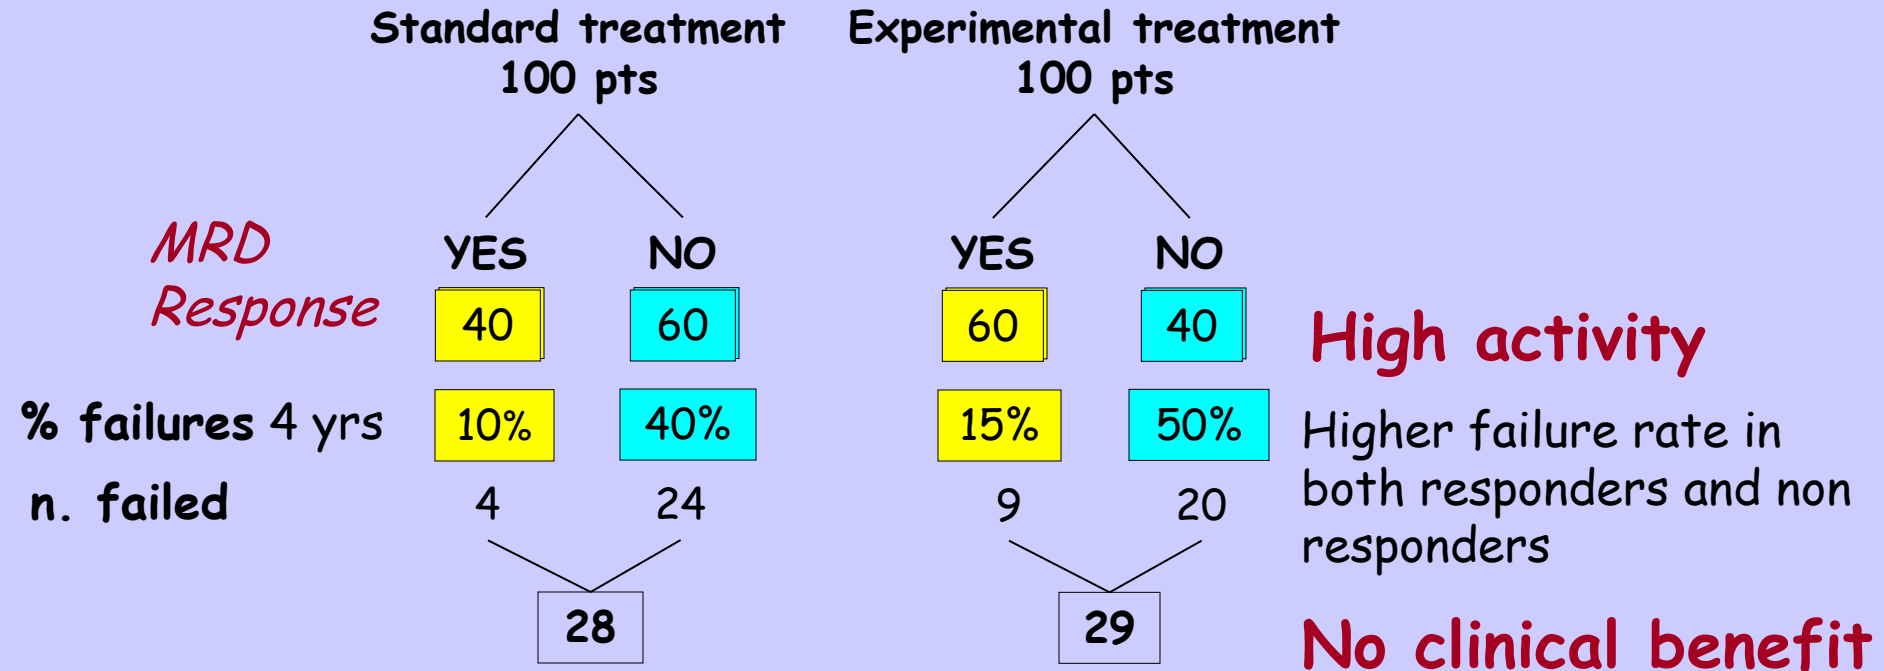 Standard treatment Experimental treatment
100 pts 100 pts
MRD YES NO YES NO
Response 40 60 60 40
High activity
% failures 4 yrs 10% 40% 15% 50%
Higher failure rate in
both responders and non
responders
n. failed 4 24 9 20
28 29
No clinical benefit